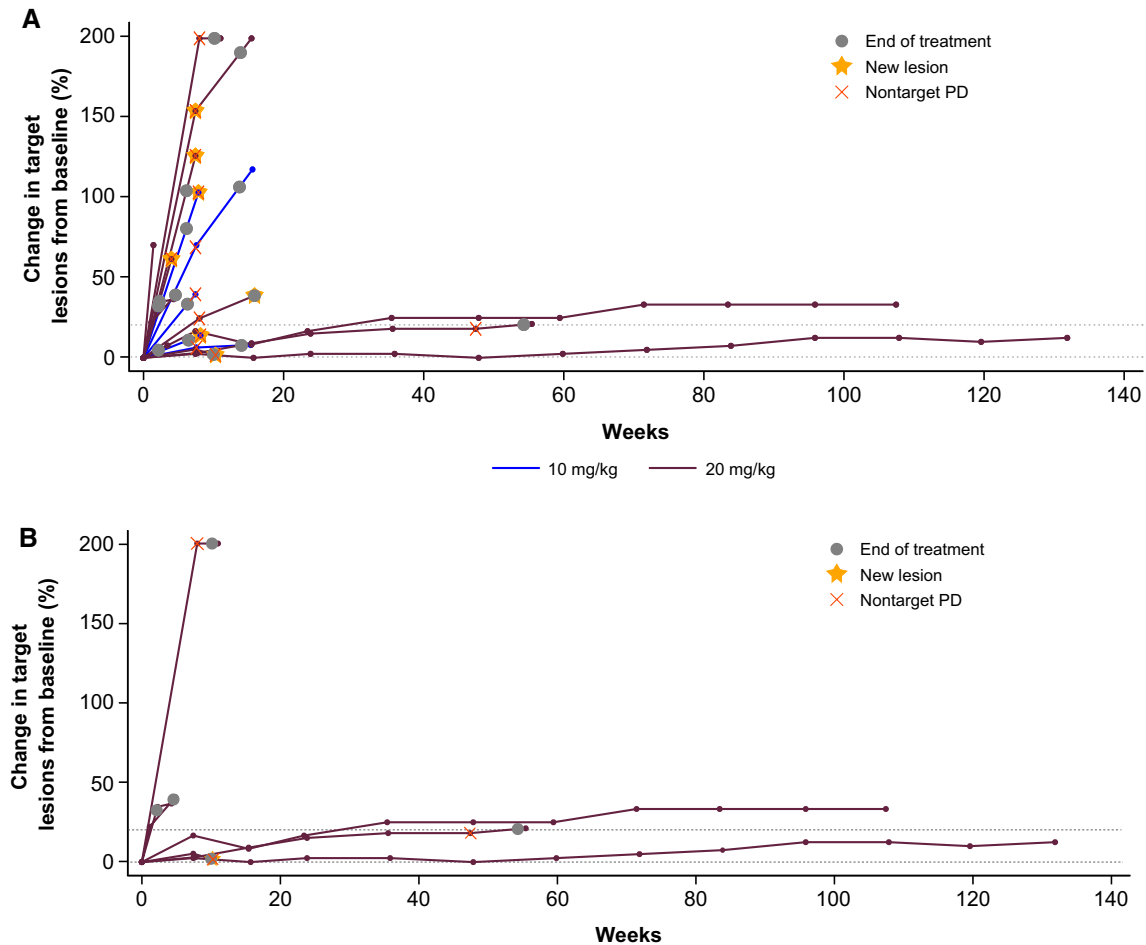 A
Change in target
lesions from baseline (%)
200
150
100
50
0
End of treatment
New lesion
Nontarget PD
0 20 40 60 80 100 120 140
Weeks
10 mg/kg 20 mg/kg
B
Change in target
lesions from baseline (%)
200
150
100
50
0
End of treatment
New lesion
Nontarget PD
0 20 40 60 80 100 120 140
Weeks